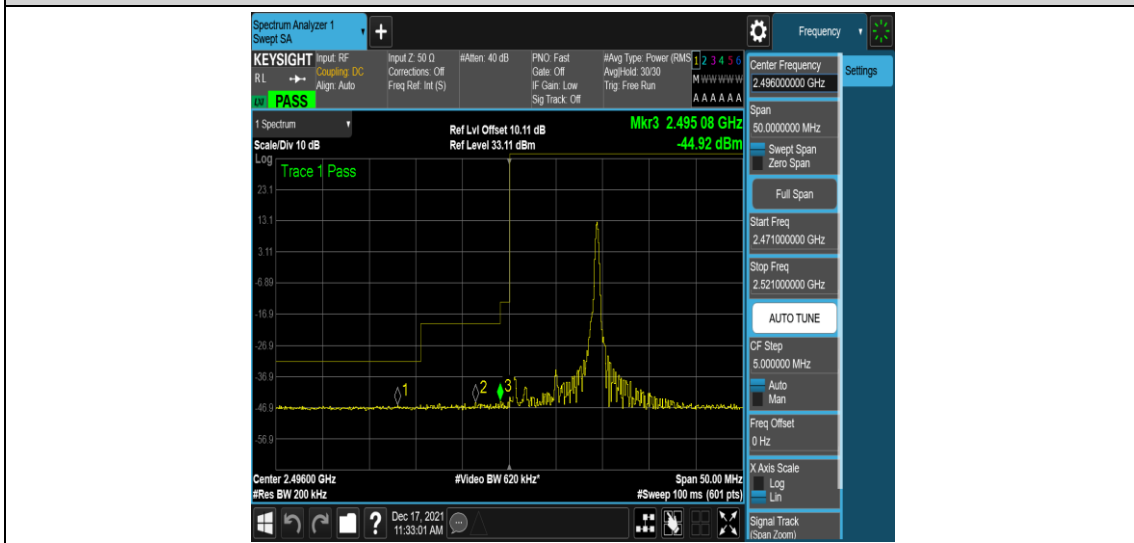 Spectrum Analyzer 1
Swept SA
+
Frequency
KEYSIGHT
RL
LXI
PASS
Input: RF
Coupling: DC
Align: Auto
Input Z: 50 Ω
Corrections: Off
Freq Ref: Int (S)
#Atten: 40 dB
PNO: Fast
Gate: Off
IF Gain: Low
Sig Track: Off
#Avg Type: Power (RMS
Avg|Hold: 30/30
Trig: Free Run
1 2 3 4 5 6
M W W W W W
A A A A A A
1 Spectrum
Scale/Div 10 dB
Ref Lvl Offset 10.11 dB
Ref Level 33.11 dBm
Mkr3 2.495 08 GHz
-44.92 dBm
Log
Trace 1 Pass
23.1
13.1
3.11
-6.89
-16.9
-26.9
-36.9
-46.9
-56.9
1
2
3
Center 2.49600 GHz
#Video BW 620 kHz*
Span 50.00 MHz
#Res BW 200 kHz
#Sweep 100 ms (601 pts)
?
Dec 17, 2021
11:33:01 AM
Center Frequency
2.496000000 GHz
Settings
Span
50.0000000 MHz
Swept Span
Zero Span
Full Span
Start Freq
2.471000000 GHz
Stop Freq
2.521000000 GHz
AUTO TUNE
CF Step
5.000000 MHz
Auto
Man
Freq Offset
0 Hz
X Axis Scale
Log
Lin
Signal Track
(Span Zoom)